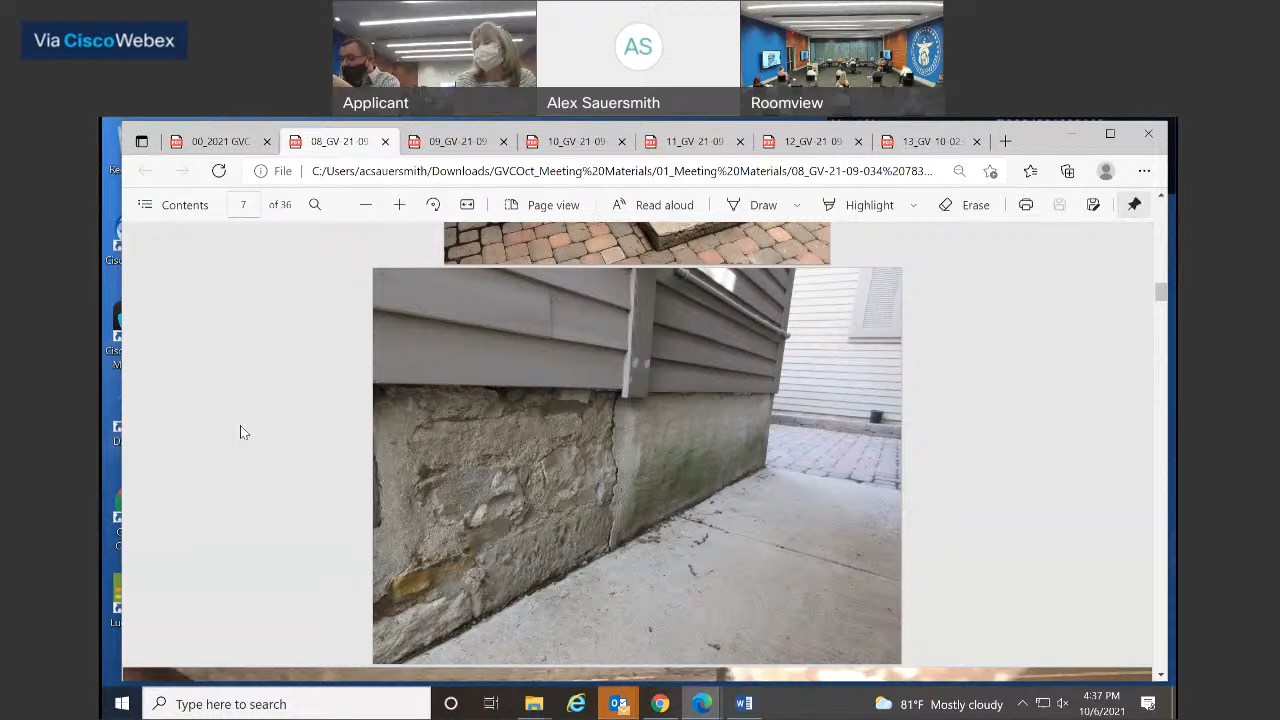 Via CiscoWebex
AS
Applicant
Alex Sauersmith
Roomview
00_2021 GVC
08_GV-21-09
09_GV-21-09
10_GV-21-09
11_GV-21-09
12_GV-21-09
13_GV 10-02
File
C:/Users/acsauersmith/Downloads/GVCOct_Meeting%20Materials/01_Meeting%20Materials/08_GV-21-09-034%20783...
Contents
7
of 36
Page view
Read aloud
Draw
Highlight
Erase
Type here to search
81°F Mostly cloudy
4:37 PM
10/6/2021